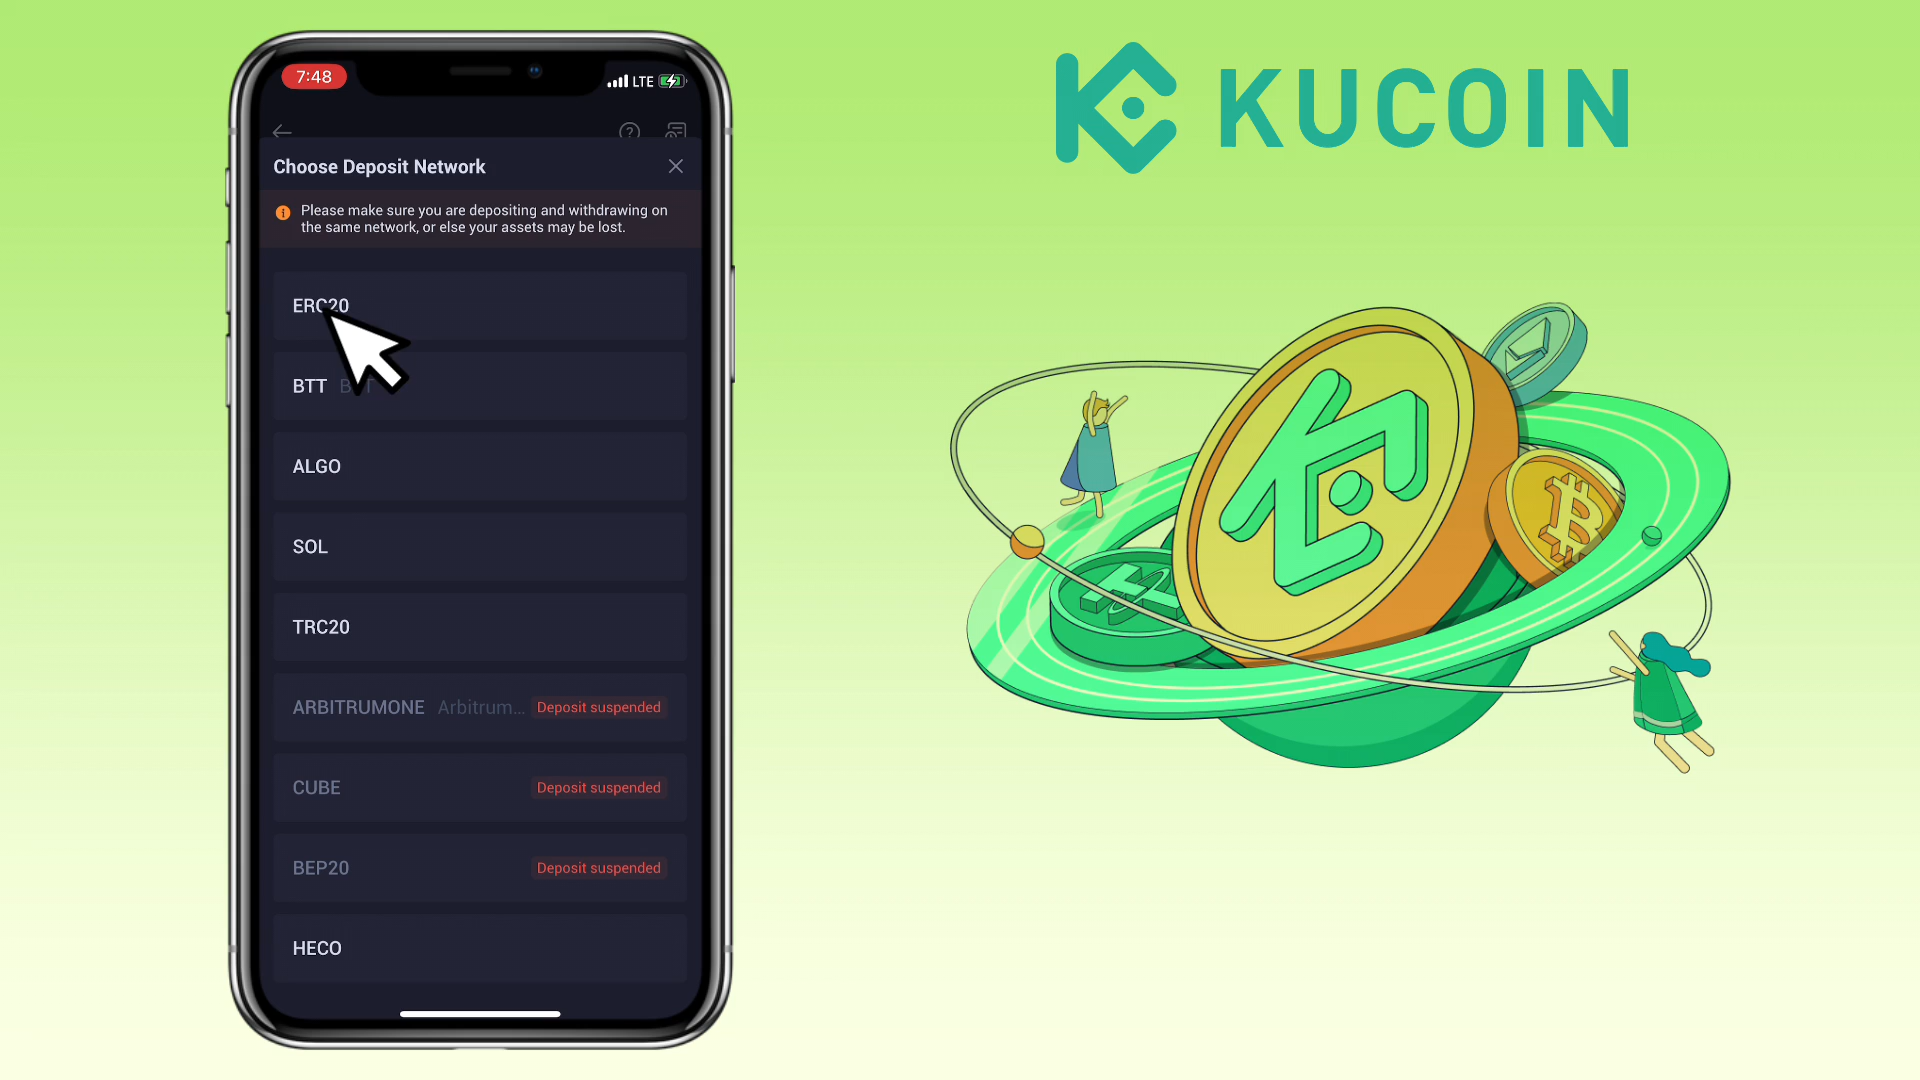 7:48
LTE
KUCOIN
Choose Deposit Network
Please make sure you are depositing and withdrawing on
the same network, or else your assets may be lost.
ERC20
BTT
ALGO
SOL
TRC20
ARBITRUMONE Arbitrum... Deposit suspended
CUBE Deposit suspended
BEP20 Deposit suspended
HECO